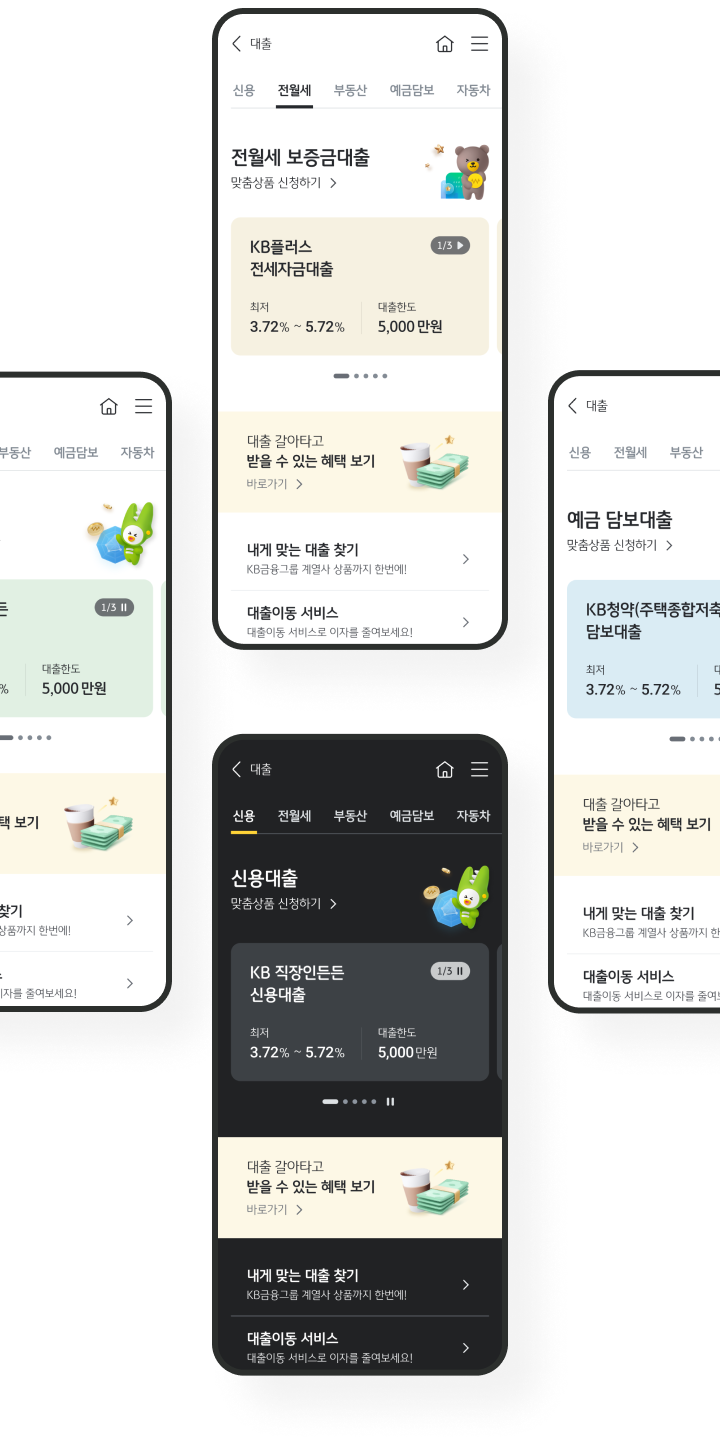 대출
신용 전월세 부동산 예금담보 자동차
전월세 보증금대출
맞춤상품 신청하기
KB플러스
전세자금대출
1/3
최저
3.72% ~ 5.72%
대출한도
5,000 만원
대출 갈아타고
받을 수 있는 혜택 보기
바로가기
내게 맞는 대출 찾기
KB금융그룹 계열사 상품까지 한번에!
대출이동 서비스
대출이동 서비스로 이자를 줄여보세요!
부동산 예금담보 자동차
든
1/3
%
대출한도
5,000 만원
택 보기
찾기
상품까지 한번에!
이자를 줄여보세요!
대출
신용 전월세 부동산
예금 담보대출
맞춤상품 신청하기
KB청약(주택종합저축
담보대출
최저
3.72% ~ 5.72%
5
대출 갈아타고
받을 수 있는 혜택 보기
바로가기
내게 맞는 대출 찾기
KB금융그룹 계열사 상품까지 한
대출이동 서비스
대출이동 서비스로 이자를 줄여
대출
신용 전월세 부동산 예금담보 자동차
신용대출
맞춤상품 신청하기
KB 직장인든든
신용대출
1/3
최저
3.72% ~ 5.72%
대출한도
5,000 만원
대출 갈아타고
받을 수 있는 혜택 보기
바로가기
내게 맞는 대출 찾기
KB금융그룹 계열사 상품까지 한번에!
대출이동 서비스
대출이동 서비스로 이자를 줄여보세요!